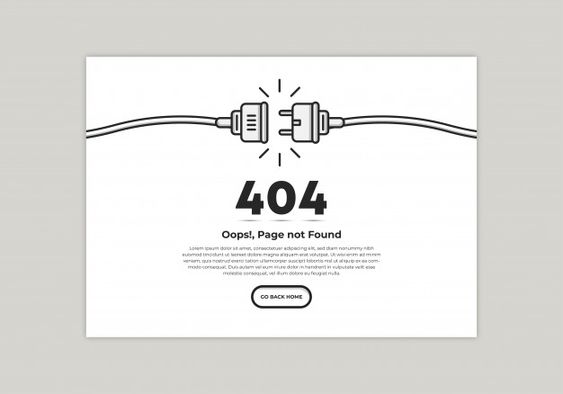 404
Oops!, Page not Found
Lorem ipsum dolor sit amet, consectetuer adipiscing elit, sed diam nonummy nibh
euismod tincidunt ut laoreet dolore magna aliquam erat volutpat. Ut wisi enim ad minim
veniam, quis nostrud exerci tation ullamcorper suscipit lobortis nisl ut aliquip ex ea com-
modo consequat. Duis autem vel eum iriure dolor in hendrerit in vulputate velit esse
molestie consequat, vel illum dolore eu feugiat nulla
GO BACK HOME